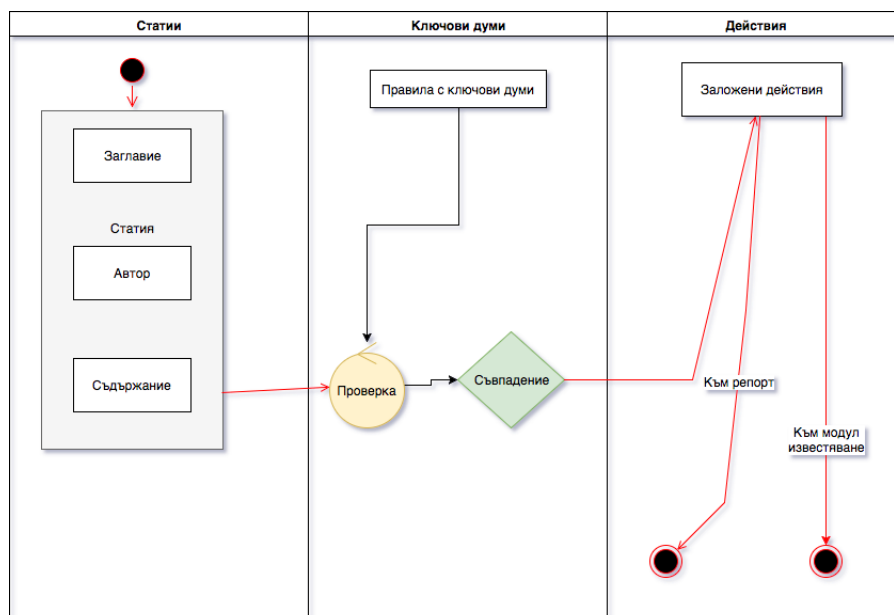 Статии
Ключови думи
Действия
Заглавие
Статия
Автор
Съдържание
Правила с ключови думи
Проверка
Съвпадение
Заложени действия
Към репорт
Към модул
известяване